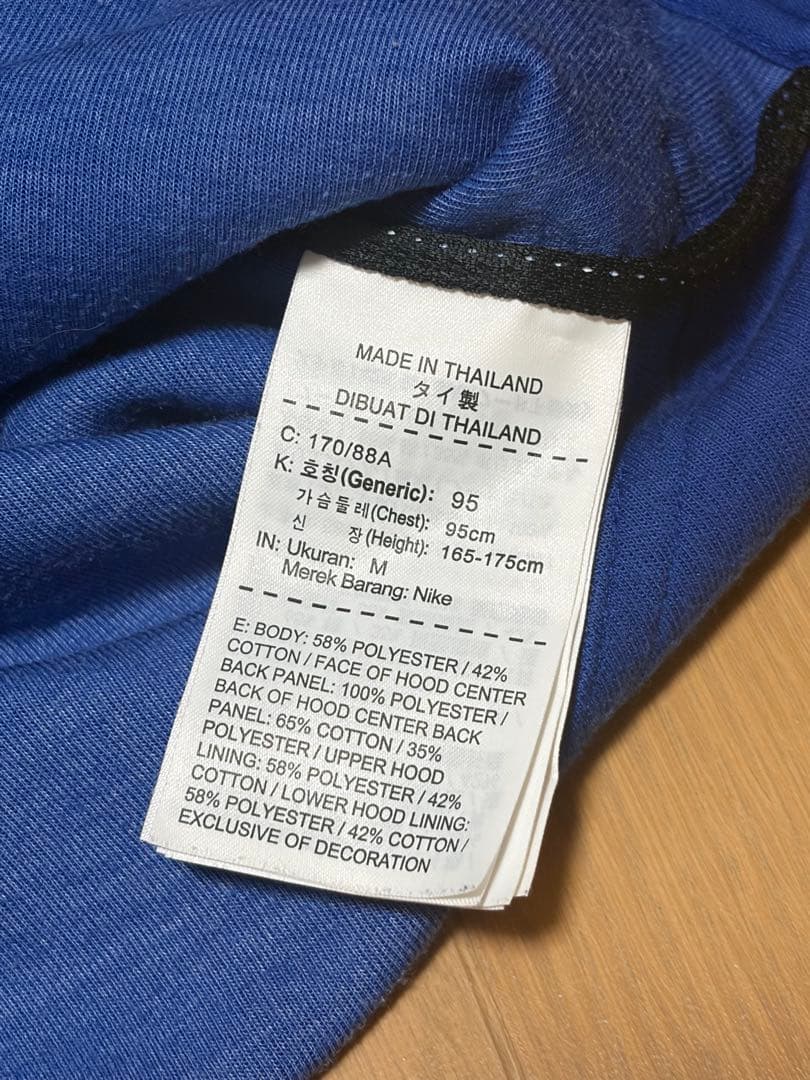 MADE IN THAILAND
タイ製
DIBUAT DI THAILAND
C: 170/88A
K: 호칭(Generic): 95
가슴둘레(Chest): 95cm
신 장(Height): 165-175cm
IN: Ukuran: M
Merek Barang: Nike
E: BODY: 58% POLYESTER / 42%
COTTON / FACE OF HOOD CENTER
BACK PANEL: 100% POLYESTER /
BACK OF HOOD CENTER BACK
PANEL: 65% COTTON / 35%
POLYESTER / UPPER HOOD
LINING: 58% POLYESTER / 42%
COTTON / LOWER HOOD LINING:
58% POLYESTER / 42% COTTON /
EXCLUSIVE OF DECORATION